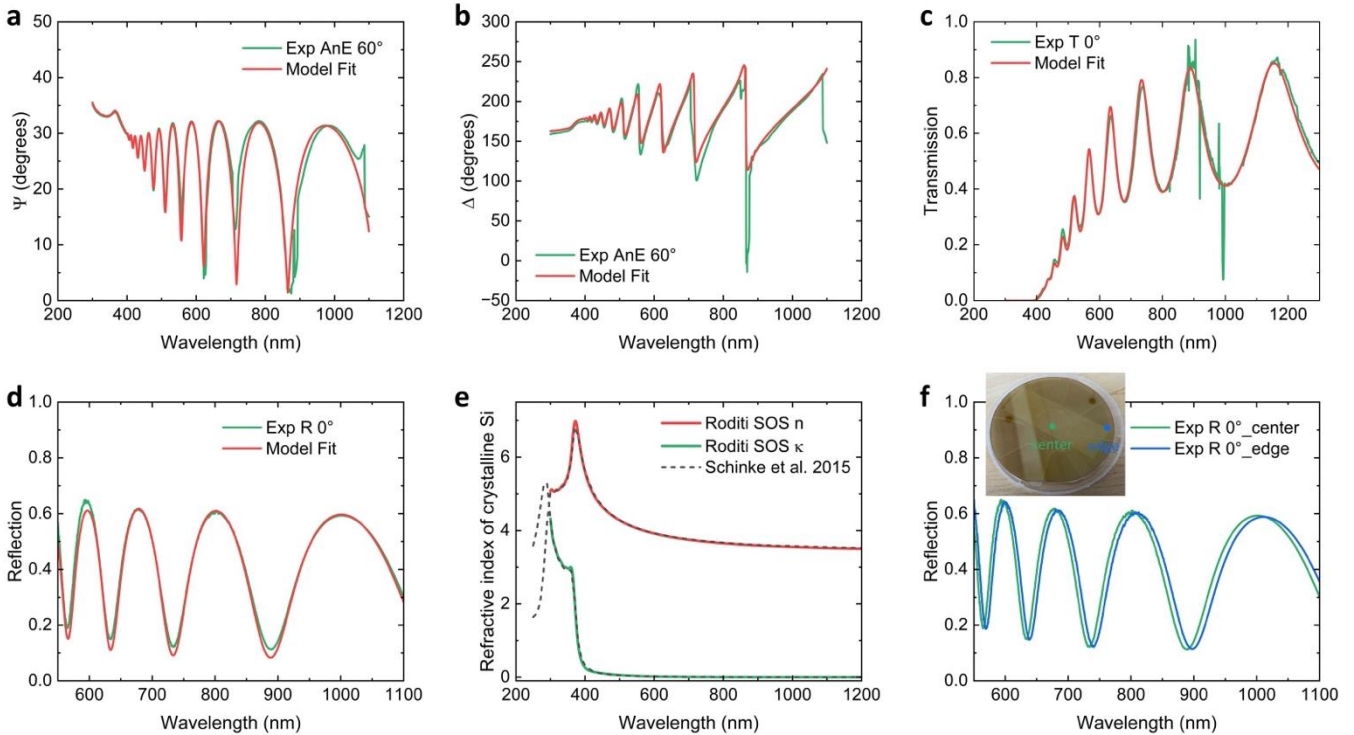 a
50
40
30
20
10
0
Ψ (degrees)
Exp AnE 60°
Model Fit
200 400 600 800 1000 1200
Wavelength (nm)
b
250
200
150
100
50
0
−50
Δ (degrees)
Exp AnE 60°
Model Fit
200 400 600 800 1000 1200
Wavelength (nm)
c
1.0
0.8
0.6
0.4
0.2
0.0
Transmission
Exp T 0°
Model Fit
200 400 600 800 1000 1200
Wavelength (nm)
d
1.0
0.8
0.6
0.4
0.2
0.0
Reflection
Exp R 0°
Model Fit
600 700 800 900 1000 1100
Wavelength (nm)
e
6
4
2
0
Refractive index of crystalline Si
Roditi SOS n
Roditi SOS κ
Schinke et al. 2015
200 400 600 800 1000 1200
Wavelength (nm)
f
1.0
0.8
0.6
0.4
0.2
0.0
Reflection
center
edge
Exp R 0°_center
Exp R 0°_edge
600 700 800 900 1000 1100
Wavelength (nm)